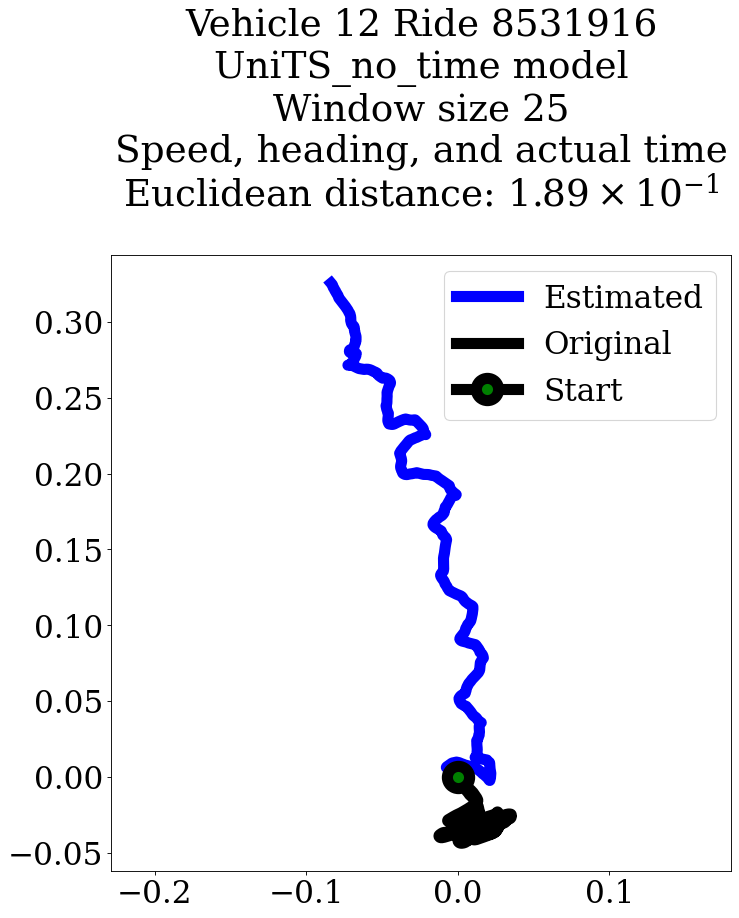 Vehicle 12 Ride 8531916
UniTS_no_time model
Window size 25
Speed, heading, and actual time
Euclidean distance: 1.89 × 10⁻¹
Estimated
Original
Start
0.30
0.25
0.20
0.15
0.10
0.05
0.00
−0.05
−0.2
−0.1
0.0
0.1